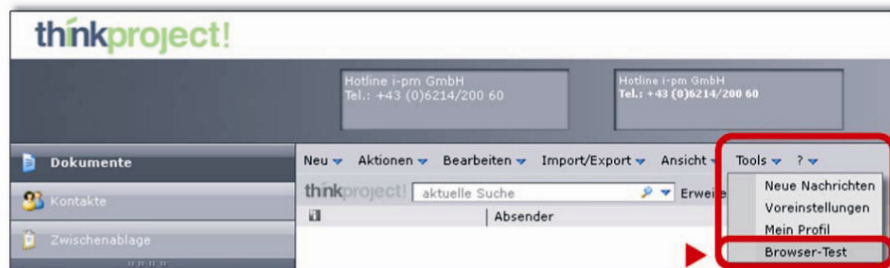 thinkproject!
Hotline i-pm GmbH
Tel.: +43 (0)6214/200 60
Hotline i-pm GmbH
Tel.: +43 (0)6214/200 60
Dokumente
Kontakte
Zwischenablage
Neu Aktionen Bearbeiten Import/Export Ansicht Tools ?
thinkproject! aktuelle Suche Erweite
Absender
Neue Nachrichten
Voreinstellungen
Mein Profil
Browser-Test